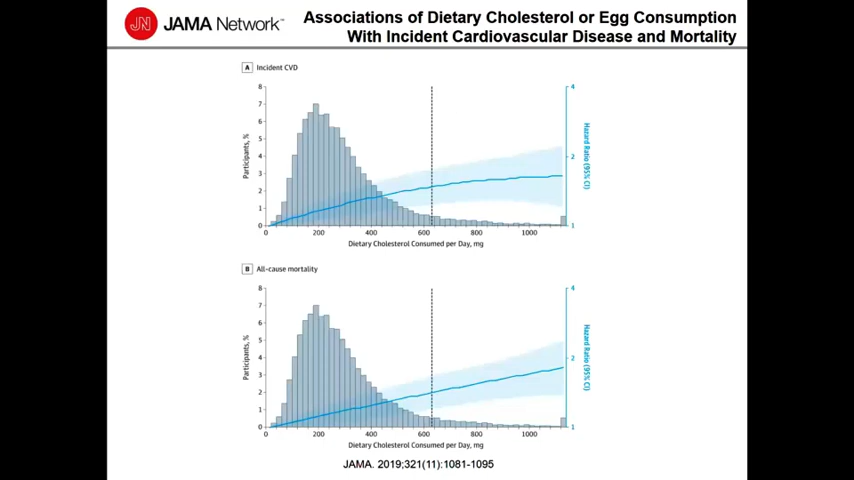 JN JAMA Network™
Associations of Dietary Cholesterol or Egg Consumption
With Incident Cardiovascular Disease and Mortality
A Incident CVD
8
7
6
5
4
3
2
1
0
Participants, %
4
2
1
Hazard Ratio (95% CI)
0 200 400 600 800 1000
Dietary Cholesterol Consumed per Day, mg
B All-cause mortality
8
7
6
5
4
3
2
1
0
Participants, %
4
2
1
Hazard Ratio (95% CI)
0 200 400 600 800 1000
Dietary Cholesterol Consumed per Day, mg
JAMA. 2019;321(11):1081-1095